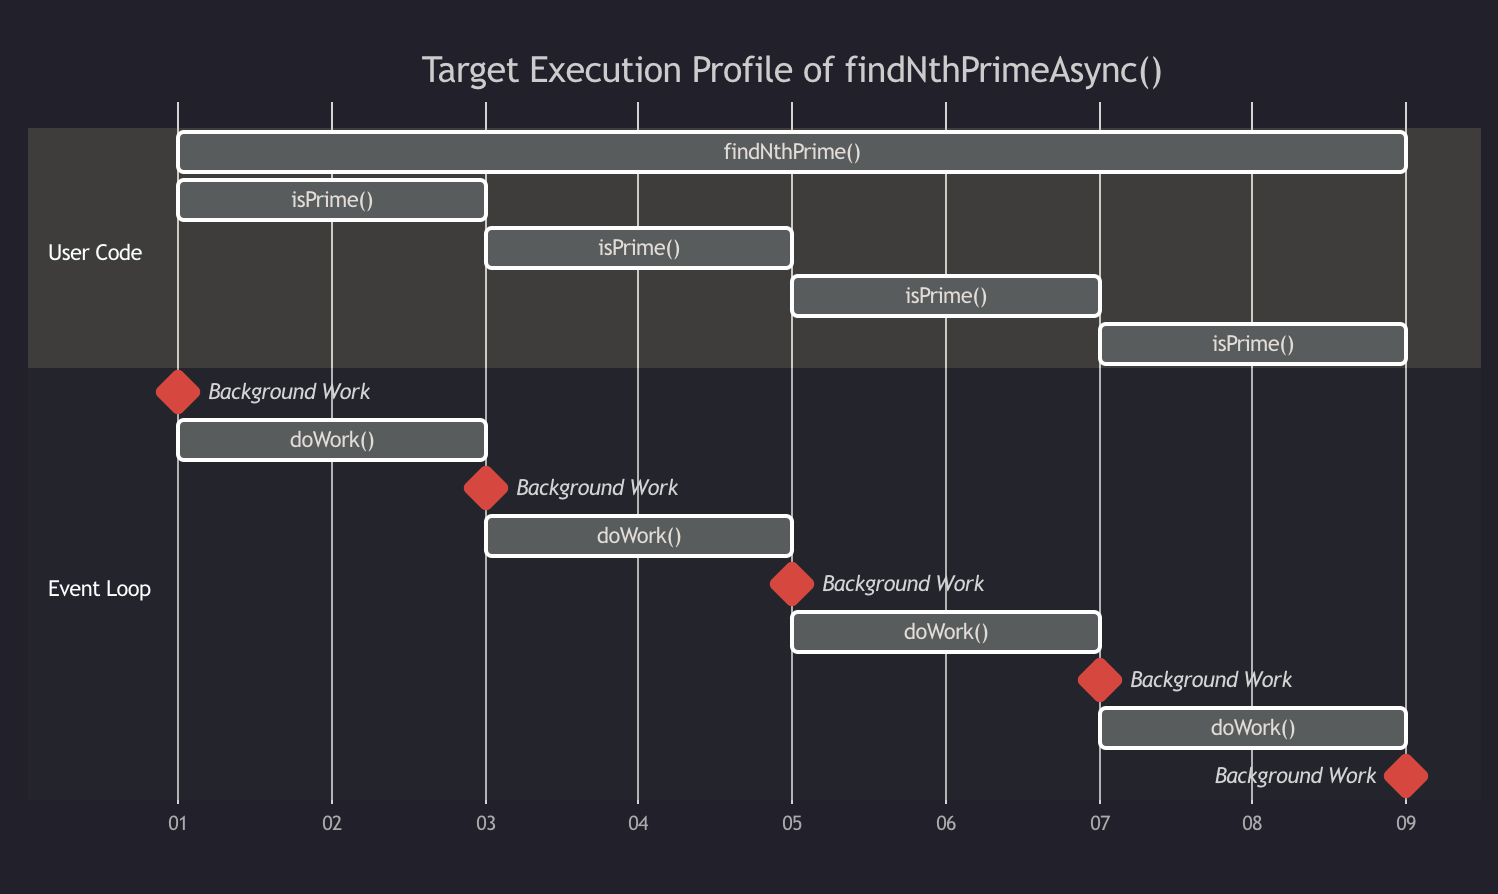 Target Execution Profile of findNthPrimeAsync()
findNthPrime()
isPrime()
User Code
isPrime()
isPrime()
isPrime()
Background Work
doWork()
Background Work
doWork()
Background Work
Event Loop
doWork()
Background Work
doWork()
Background Work
01 02 03 04 05 06 07 08 09